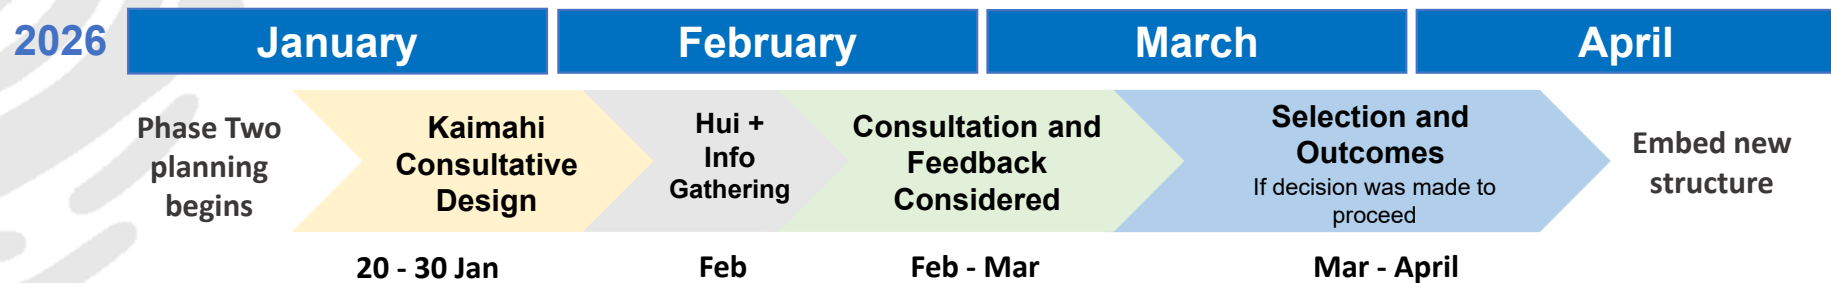 2026
January
February
March
April
Phase Two
planning
begins
Kaimahi
Consultative
Design
Hui +
Info
Gathering
Consultation and
Feedback
Considered
Selection and
Outcomes
If decision was made to
proceed
Embed new
structure
20 - 30 Jan
Feb
Feb - Mar
Mar - April